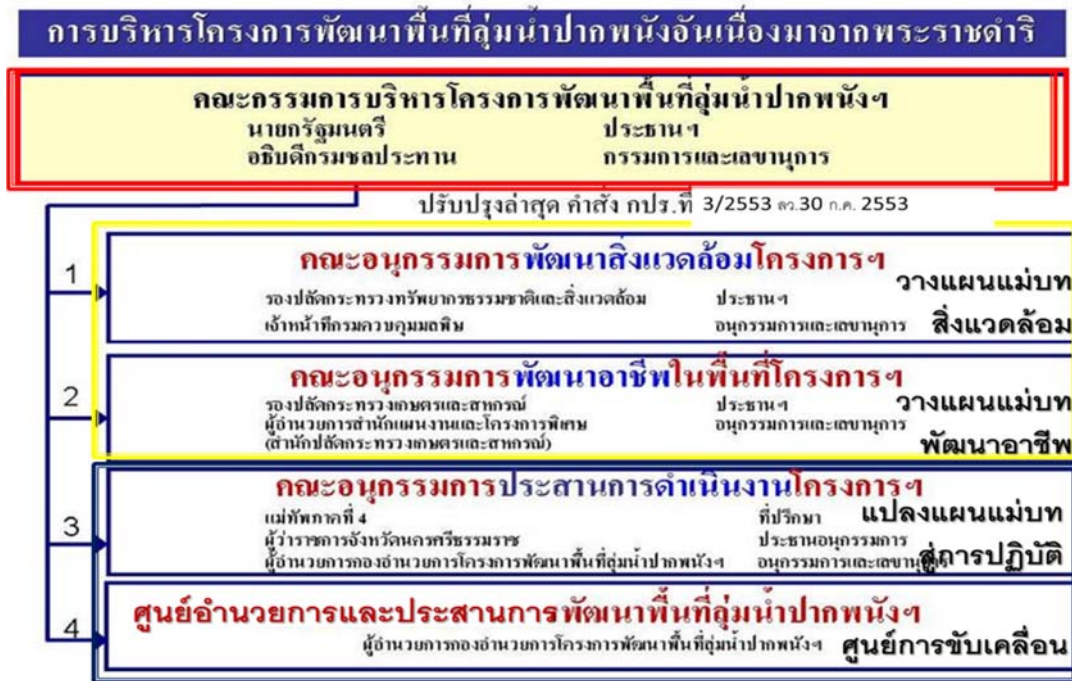 การบริหารโครงการพัฒนาพื้นที่ลุ่มน้ำปากพนังอันเนื่องมาจากพระราชดำริ
คณะกรรมการบริหารโครงการพัฒนาพื้นที่ลุ่มน้ำปากพนังฯ
นายกรัฐมนตรี ประธานฯ
อธิบดีกรมชลประทาน กรรมการและเลขานุการ
ปรับปรุงล่าสุด คำสั่ง กปร.ที่ 3/2553 ลว.30 ก.ค. 2553
1
คณะอนุกรรมการพัฒนาสิ่งแวดล้อมโครงการฯ
วางแผนแม่บท
รองปลัดกระทรวงทรัพยากรธรรมชาติและสิ่งแวดล้อม ประธานฯ
เจ้าหน้าที่กรมควบคุมมลพิษ อนุกรรมการและเลขานุการ
สิ่งแวดล้อม
2
คณะอนุกรรมการพัฒนาอาชีพในพื้นที่โครงการฯ
รองปลัดกระทรวงเกษตรและสหกรณ์ ประธานฯ
วางแผนแม่บท
ผู้อำนวยการสำนักแผนงานและโครงการพิเศษ อนุกรรมการและเลขานุการ
(สำนักปลัดกระทรวงเกษตรและสหกรณ์)
พัฒนาอาชีพ
3
คณะอนุกรรมการประสานการดำเนินงานโครงการฯ
แม่ทัพภาคที่ 4 ที่ปรึกษา
แปลงแผนแม่บท
ผู้ว่าราชการจังหวัดนครศรีธรรมราช ประธานอนุกรรมการ
ผู้อำนวยการกองอำนวยการโครงการพัฒนาพื้นที่ลุ่มน้ำปากพนังฯ อนุกรรมการและเลขานุการ
สู่การปฏิบัติ
4
ศูนย์อำนวยการและประสานการพัฒนาพื้นที่ลุ่มน้ำปากพนังฯ
ผู้อำนวยการกองอำนวยการโครงการพัฒนาพื้นที่ลุ่มน้ำปากพนังฯ
ศูนย์การขับเคลื่อน